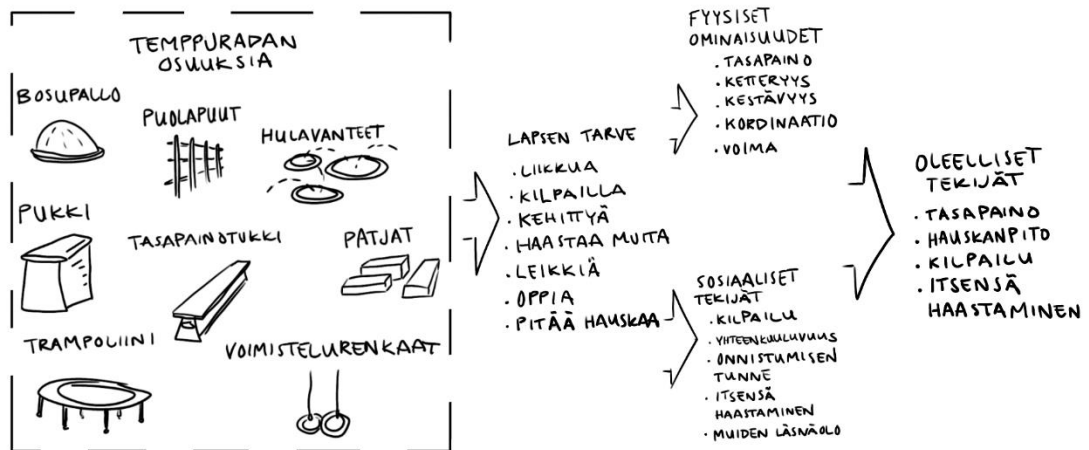 TEMPPURADAN
OSUUKSIA
BOSUPALLO
PUOLAPUUT
HULAVANTEET
PUKKI
TASAPAINOTUKKI
PATJAT
TRAMPOLIINI
VOIMISTELURENKAAT
LAPSEN TARVE
· LIIKKUA
· KILPAILLA
· KEHITTYÄ
· HAASTAA MUITA
· LEIKKIÄ
· OPPIA
· PITÄÄ HAUSKAA
FYYSISET
OMINAISUUDET
· TASAPAINO
· KETTERYYS
· KESTÄVYYS
· KORDINAATIO
· VOIMA
SOSIAALISET
TEKIJÄT
· KILPAILU
· YHTEENKUULUVUUS
· ONNISTUMISEN
TUNNE
· ITSENSÄ
HAASTAMINEN
· MUIDEN LÄSNÄOLO
OLEELLISET
TEKIJÄT
· TASAPAINO
· HAUSKANPITO
· KILPAILU
· ITSENSÄ
HAASTAMINEN